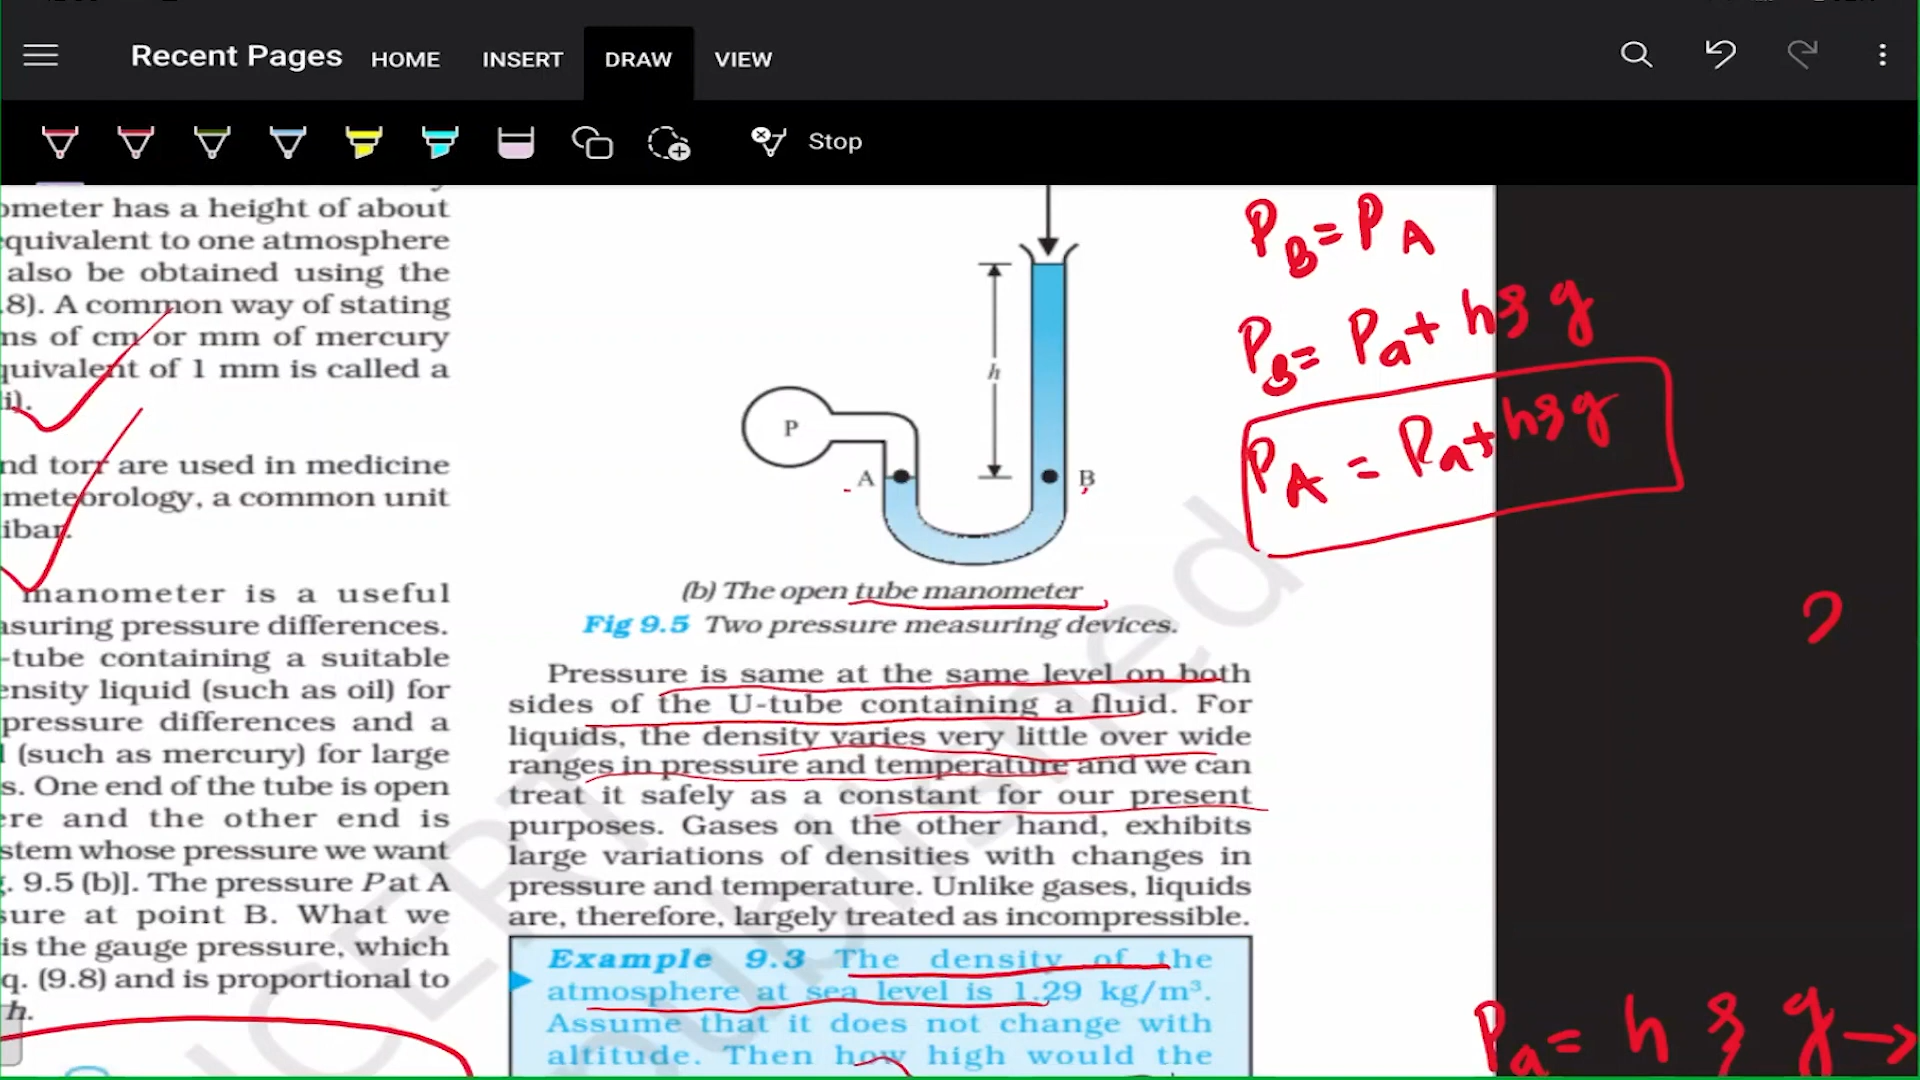 Recent Pages HOME INSERT DRAW VIEW
Stop
ometer has a height of about
equivalent to one atmosphere
also be obtained using the
.8). A common way of stating
ms of cm or mm of mercury
quivalent of 1 mm is called a
i).
nd torr are used in medicine
meteorology, a common unit
ibar.
manometer is a useful
asuring pressure differences.
-tube containing a suitable
ensity liquid (such as oil) for
pressure differences and a
l (such as mercury) for large
s. One end of the tube is open
ere and the other end is
stem whose pressure we want
. 9.5 (b)]. The pressure P at A
sure at point B. What we
is the gauge pressure, which
q. (9.8) and is proportional to
h.
h
P
A
B
(b) The open tube manometer
Fig 9.5 Two pressure measuring devices.
Pressure is same at the same level on both
sides of the U-tube containing a fluid. For
liquids, the density varies very little over wide
ranges in pressure and temperature and we can
treat it safely as a constant for our present
purposes. Gases on the other hand, exhibits
large variations of densities with changes in
pressure and temperature. Unlike gases, liquids
are, therefore, largely treated as incompressible.
Example 9.3 The density of the
atmosphere at sea level is 1.29 kg/m³.
Assume that it does not change with
altitude. Then how high would the
P_B = P_A
P_B = P_a + hρg
P_A = P_a + hρg
P_a = h ρ g →